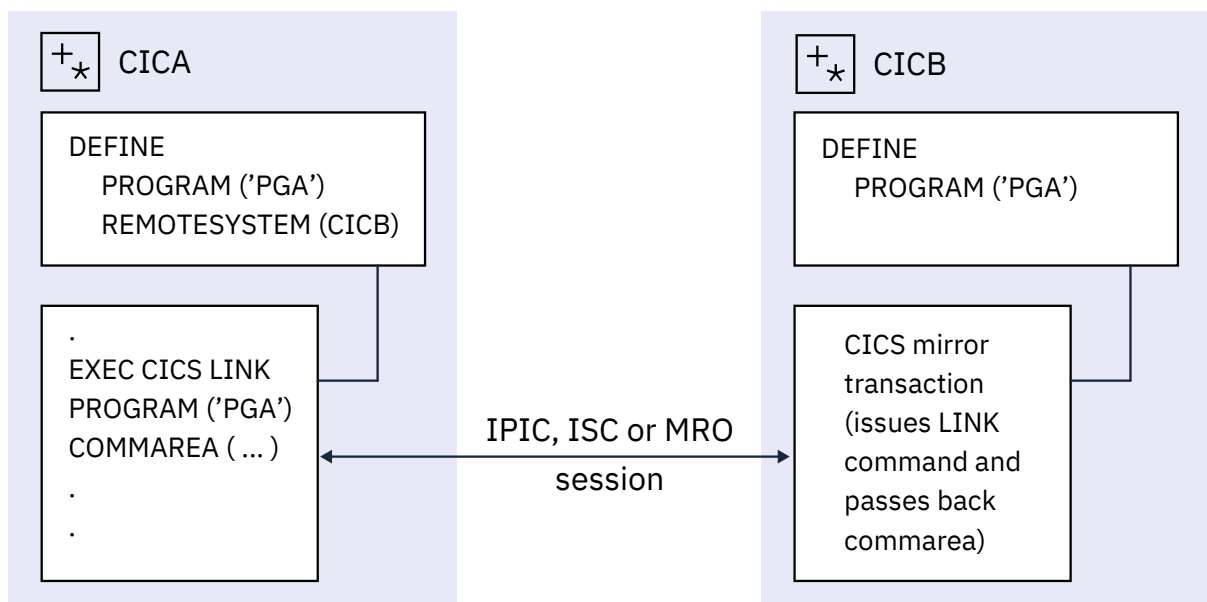 CICA
DEFINE
PROGRAM (’PGA’)
REMOTESYSTEM (CICB)
.
EXEC CICS LINK
PROGRAM (’PGA’)
COMMAREA ( ... )
.
.
IPIC, ISC or MRO
session
CICB
DEFINE
PROGRAM (’PGA’)
CICS mirror
transaction
(issues LINK
command and
passes back
commarea)